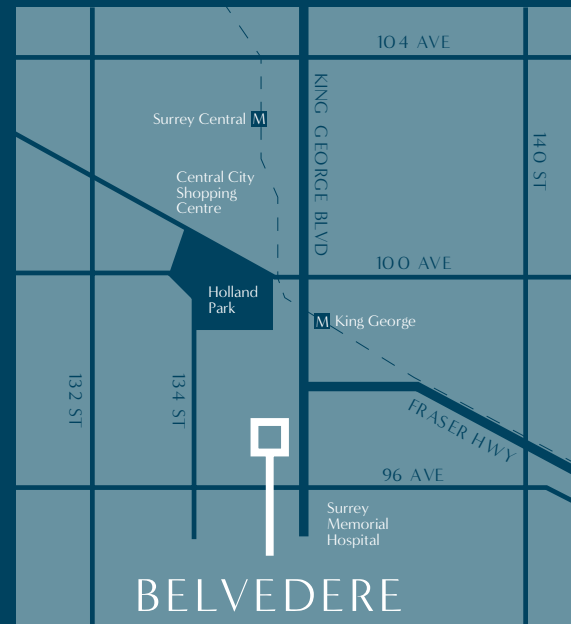 104 AVE
KING GEORGE BLVD
Surrey Central M
140 ST
Central City
Shopping
Centre
100 AVE
Holland
Park
M King George
132 ST
134 ST
FRASER HWY
96 AVE
Surrey
Memorial
Hospital
BELVEDERE